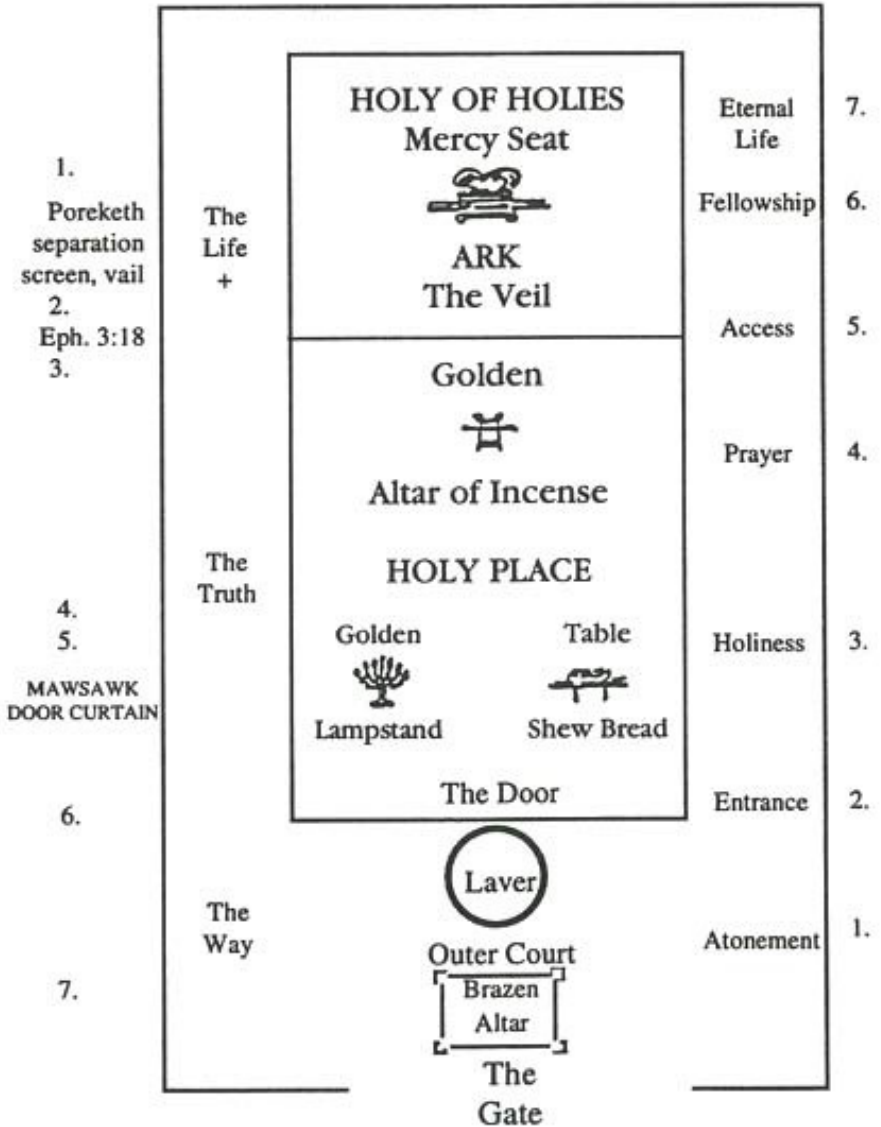 HOLY OF HOLIES
Mercy Seat
ARK
The Veil
Golden
Altar of Incense
HOLY PLACE
Golden
Lampstand
Table
Shew Bread
The Door
Laver
Outer Court
Brazen
Altar
The
Gate
1.
Poreketh
separation
screen, vail
2.
Eph. 3:18
3.
4.
5.
MAWSAWK
DOOR CURTAIN
6.
7.
The
Life
+
The
Truth
The
Way
Eternal
Life
7.
Fellowship
6.
Access
5.
Prayer
4.
Holiness
3.
Entrance
2.
Atonement
1.